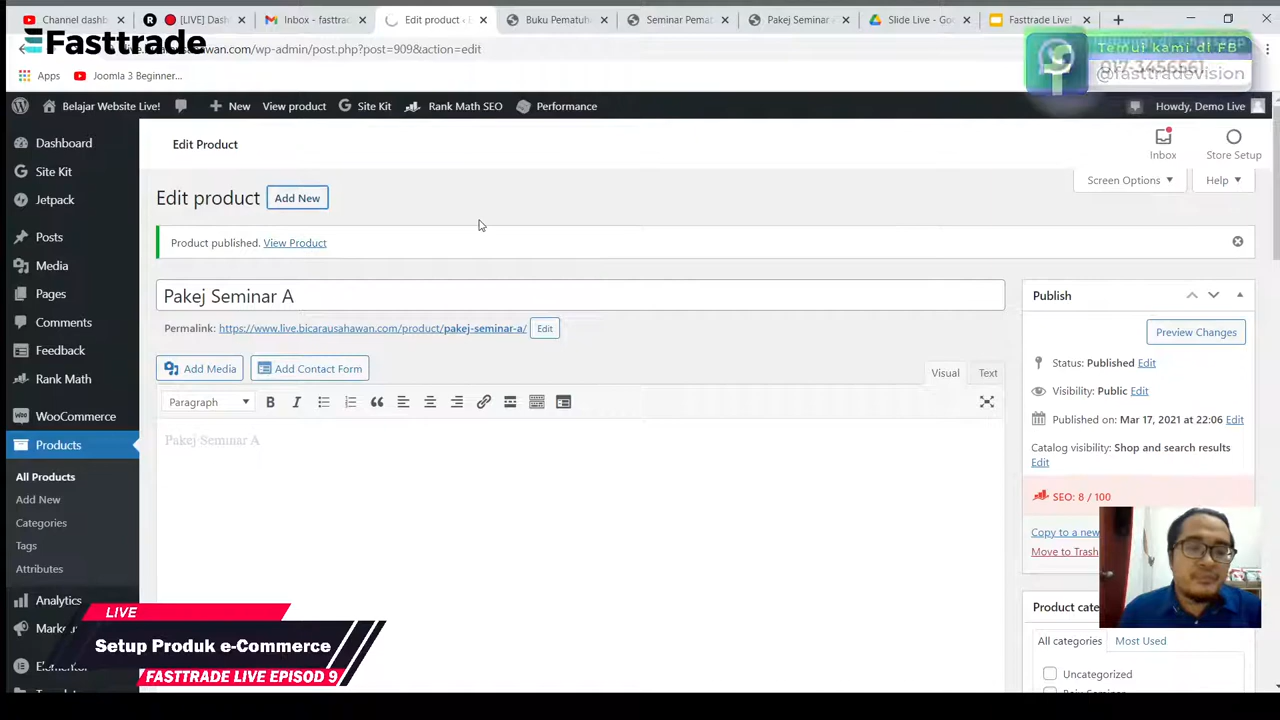 Channel dashb
[LIVE] Dash
Inbox - fasttrad
Edit product ‹
Buku Pematuh
Seminar Pemat
Pakej Seminar
Slide Live - Goo
Fasttrade Live!
Fasttrade
awan.com/wp-admin/post.php?post=909&action=edit
Temui kami di FB
017-3456561
@fasttradevision
Apps
Joomla 3 Beginner...
Belajar Website Live!
New
View product
Site Kit
Rank Math SEO
Performance
Howdy, Demo Live
Dashboard
Site Kit
Jetpack
Posts
Media
Pages
Comments
Feedback
Rank Math
WooCommerce
Products
All Products
Add New
Categories
Tags
Attributes
Analytics
Marke
Elementor
Edit Product
Inbox
Store Setup
Screen Options
Help
Edit product
Add New
Product published. View Product
Pakej Seminar A
Permalink: https://www.live.bicarausahawan.com/product/pakej-seminar-a/
Edit
Add Media
Add Contact Form
Visual
Text
Paragraph
Pakej Seminar A
Publish
Preview Changes
Status: Published Edit
Visibility: Public Edit
Published on: Mar 17, 2021 at 22:06 Edit
Catalog visibility: Shop and search results
Edit
SEO: 8 / 100
Copy to a new
Move to Trash
Product cate
All categories
Most Used
Uncategorized
LIVE
Setup Produk e-Commerce
FASTTRADE LIVE EPISOD 9